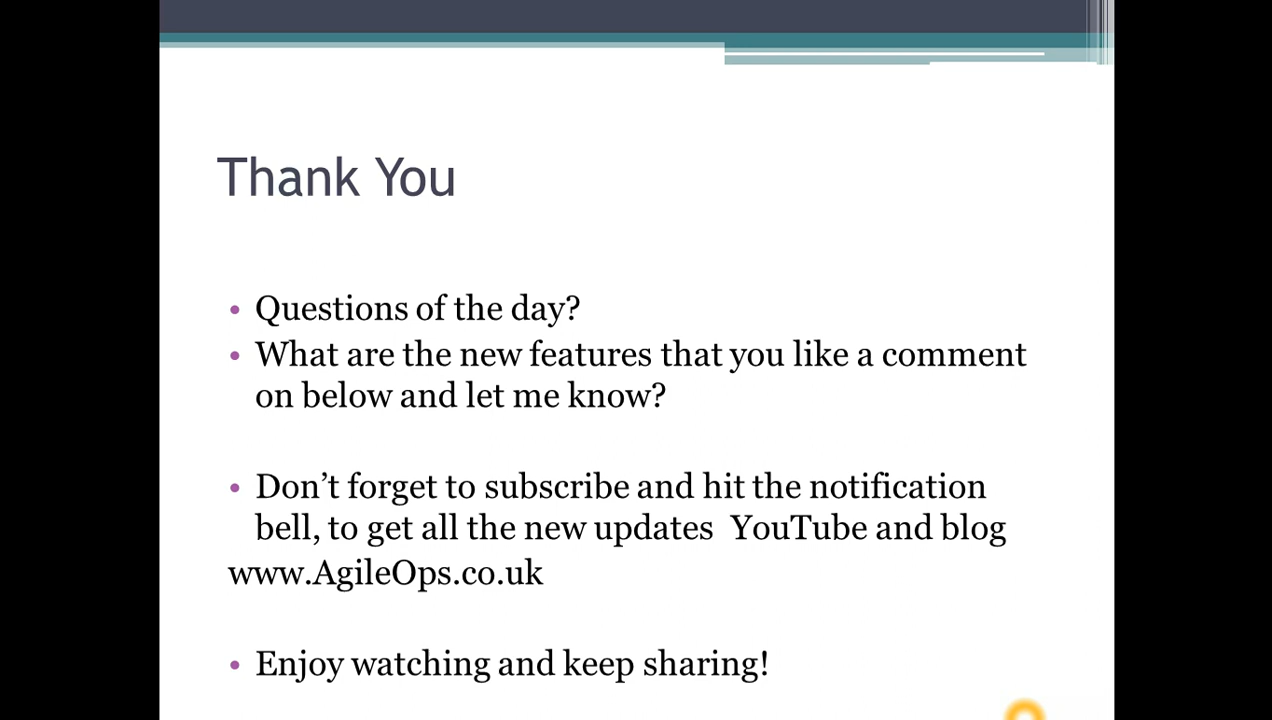 Thank You
• Questions of the day?
• What are the new features that you like a comment
on below and let me know?
• Don’t forget to subscribe and hit the notification
bell, to get all the new updates  YouTube and blog
www.AgileOps.co.uk
• Enjoy watching and keep sharing!